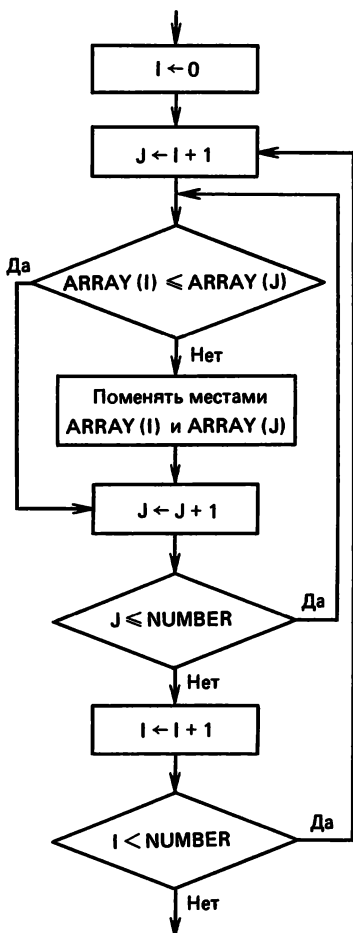 I ← 0
J ← I + 1
Да
ARRAY (I) ⩽ ARRAY (J)
Нет
Поменять местами
ARRAY (I) и ARRAY (J)
J ← J + 1
J ⩽ NUMBER
Да
Нет
I ← I + 1
I < NUMBER
Да
Нет